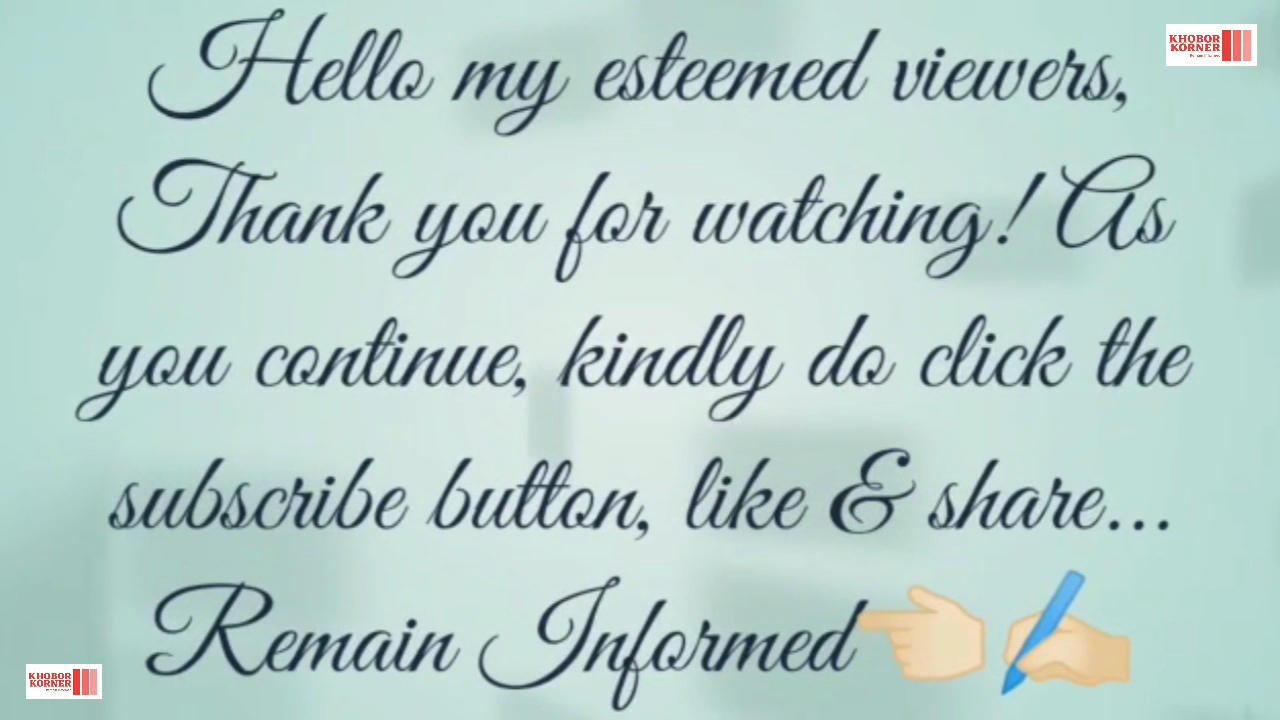 Hello my esteemed viewers,
Thank you for watching! As
you continue, kindly do click the
subscribe button, like & share...
Remain Informed
KHOBOR
KORNER
KHOBOR
KORNER